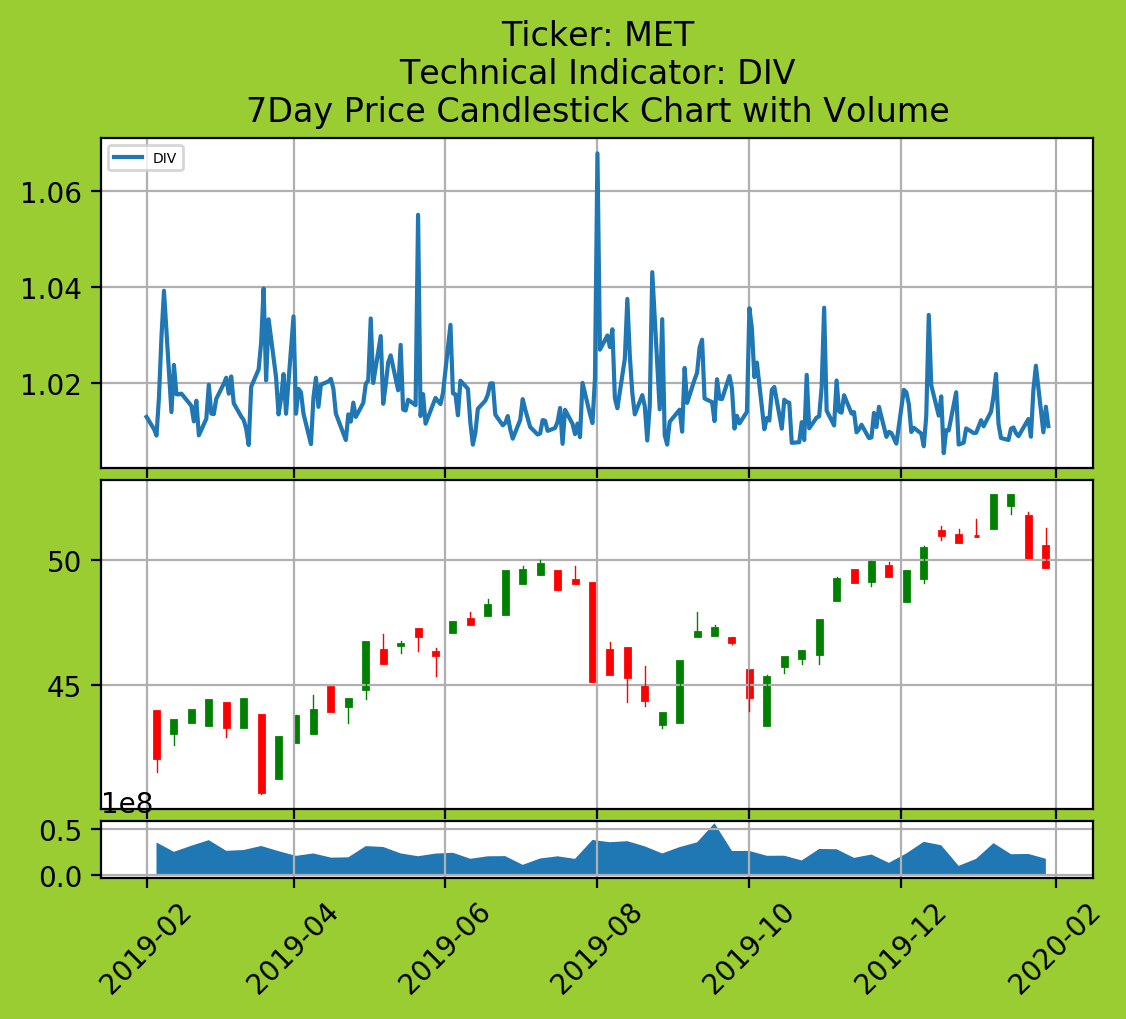 Ticker: MET
Technical Indicator: DIV
7Day Price Candlestick Chart with Volume
DIV
1.06
1.04
1.02
50
45
1e8
0.5
0.0
2019-02
2019-04
2019-06
2019-08
2019-10
2019-12
2020-02